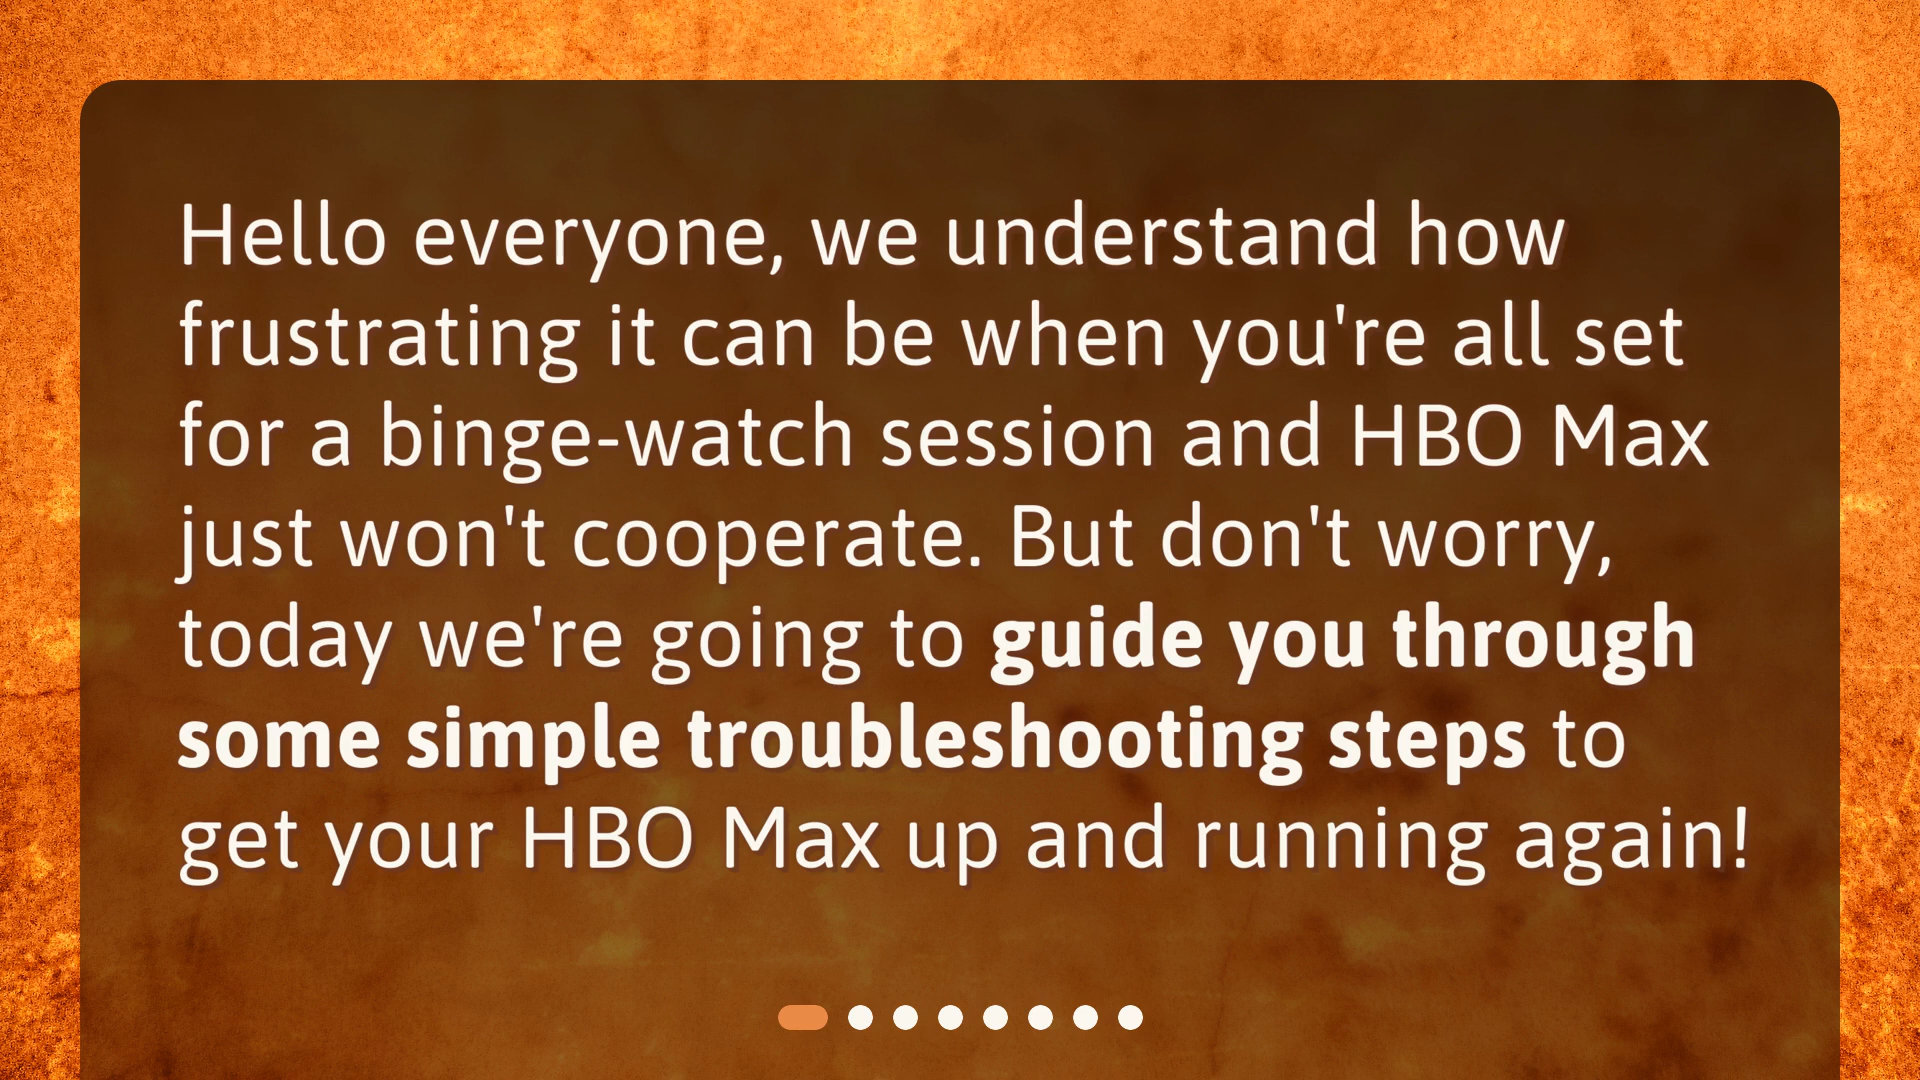 Hello everyone, we understand how
frustrating it can be when you're all set
for a binge-watch session and HBO Max
just won't cooperate. But don't worry,
today we're going to guide you through
some simple troubleshooting steps to
get your HBO Max up and running again!